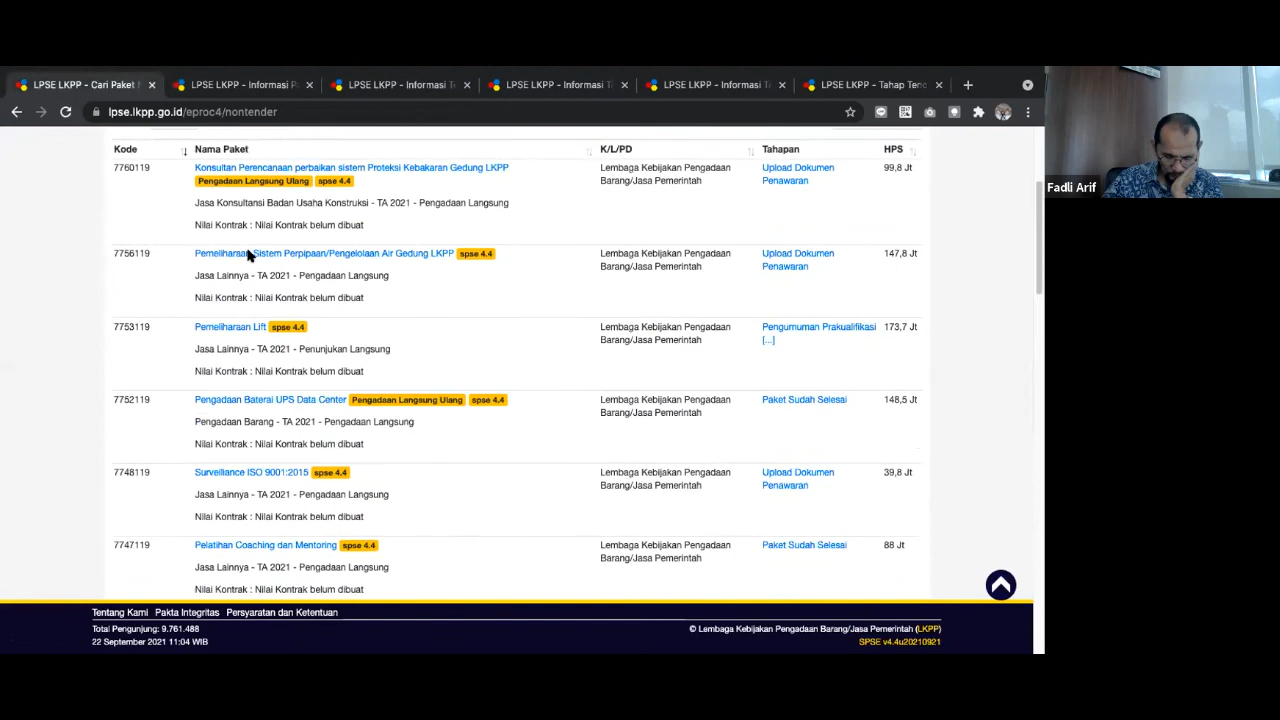 LPSE LKPP - Cari Paket
LPSE LKPP - Informasi P
LPSE LKPP - Informasi Te
LPSE LKPP - Informasi T
LPSE LKPP - Informasi T
LPSE LKPP - Tahap Tend
lpse.lkpp.go.id/eproc4/nontender
Fadli Arif
Kode Nama Paket K/L/PD Tahapan HPS
7760119 Konsultan Perencanaan perbaikan sistem Proteksi Kebakaran Gedung LKPP Lembaga Kebijakan Pengadaan Upload Dokumen 99,8 Jt
Pengadaan Langsung Ulang spse 4.4 Barang/Jasa Pemerintah Penawaran
Jasa Konsultansi Badan Usaha Konstruksi - TA 2021 - Pengadaan Langsung
Nilai Kontrak : Nilai Kontrak belum dibuat
7756119 Pemeliharaan Sistem Perpipaan/Pengelolaan Air Gedung LKPP spse 4.4 Lembaga Kebijakan Pengadaan Upload Dokumen 147,8 Jt
Barang/Jasa Pemerintah Penawaran
Jasa Lainnya - TA 2021 - Pengadaan Langsung
Nilai Kontrak : Nilai Kontrak belum dibuat
7753119 Pemeliharaan Lift spse 4.4 Lembaga Kebijakan Pengadaan Pengumuman Prakualifikasi 173,7 Jt
Barang/Jasa Pemerintah [...]
Jasa Lainnya - TA 2021 - Penunjukan Langsung
Nilai Kontrak : Nilai Kontrak belum dibuat
7752119 Pengadaan Baterai UPS Data Center Pengadaan Langsung Ulang spse 4.4 Lembaga Kebijakan Pengadaan Paket Sudah Selesai 148,5 Jt
Barang/Jasa Pemerintah
Pengadaan Barang - TA 2021 - Pengadaan Langsung
Nilai Kontrak : Nilai Kontrak belum dibuat
7748119 Surveillance ISO 9001:2015 spse 4.4 Lembaga Kebijakan Pengadaan Upload Dokumen 39,8 Jt
Barang/Jasa Pemerintah Penawaran
Jasa Lainnya - TA 2021 - Pengadaan Langsung
Nilai Kontrak : Nilai Kontrak belum dibuat
7747119 Pelatihan Coaching dan Mentoring spse 4.4 Lembaga Kebijakan Pengadaan Paket Sudah Selesai 88 Jt
Barang/Jasa Pemerintah
Jasa Lainnya - TA 2021 - Pengadaan Langsung
Nilai Kontrak : Nilai Kontrak belum dibuat
Tentang Kami Pakta Integritas Persyaratan dan Ketentuan
Total Pengunjung: 9.761.488 © Lembaga Kebijakan Pengadaan Barang/Jasa Pemerintah (LKPP)
22 September 2021 11:04 WIB SPSE v4.4u20210921